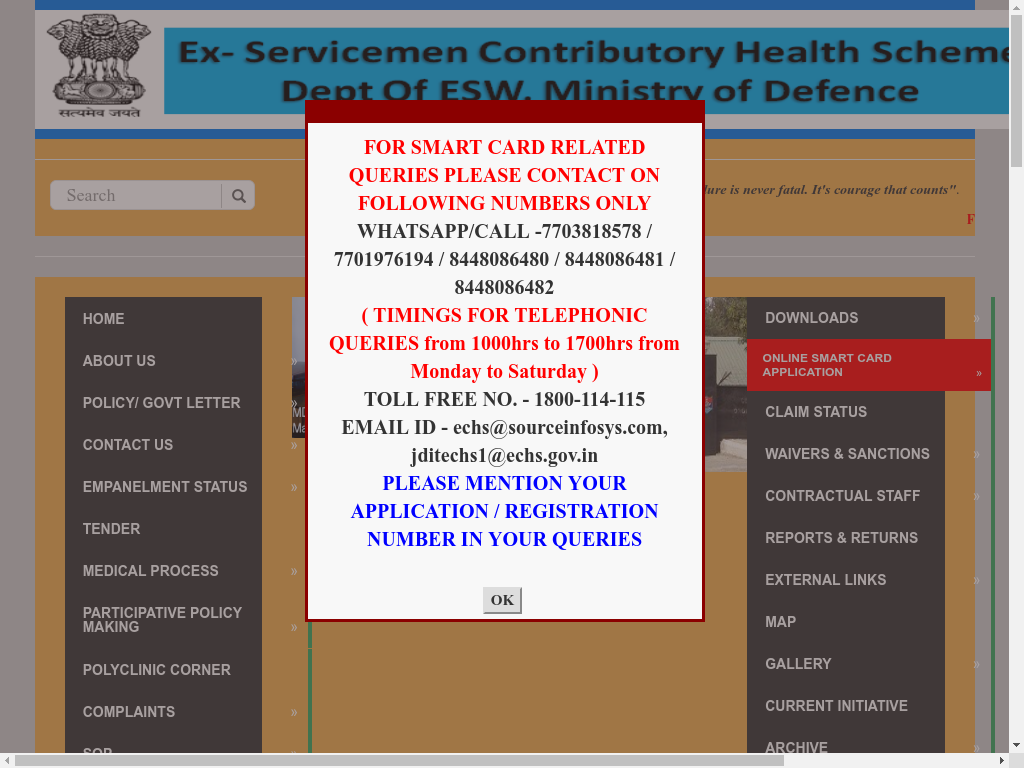 सत्यमेव जयते
Ex- Servicemen Contributory Health Scheme
Dept Of ESW, Ministry of Defence
Search
lure is never fatal. It's courage that counts".
F
HOME
ABOUT US »
POLICY/ GOVT LETTER »
CONTACT US »
EMPANELMENT STATUS »
TENDER
MEDICAL PROCESS »
PARTICIPATIVE POLICY
MAKING »
POLYCLINIC CORNER
COMPLAINTS »
SOP
FOR SMART CARD RELATED
QUERIES PLEASE CONTACT ON
FOLLOWING NUMBERS ONLY
WHATSAPP/CALL -7703818578 /
7701976194 / 8448086480 / 8448086481 /
8448086482
( TIMINGS FOR TELEPHONIC
QUERIES from 1000hrs to 1700hrs from
Monday to Saturday )
TOLL FREE NO. - 1800-114-115
EMAIL ID - echs@sourceinfosys.com,
jditechs1@echs.gov.in
PLEASE MENTION YOUR
APPLICATION / REGISTRATION
NUMBER IN YOUR QUERIES
OK
DOWNLOADS »
ONLINE SMART CARD
APPLICATION »
CLAIM STATUS
WAIVERS & SANCTIONS »
CONTRACTUAL STAFF »
REPORTS & RETURNS
EXTERNAL LINKS »
MAP
GALLERY »
CURRENT INITIATIVE
ARCHIVE »